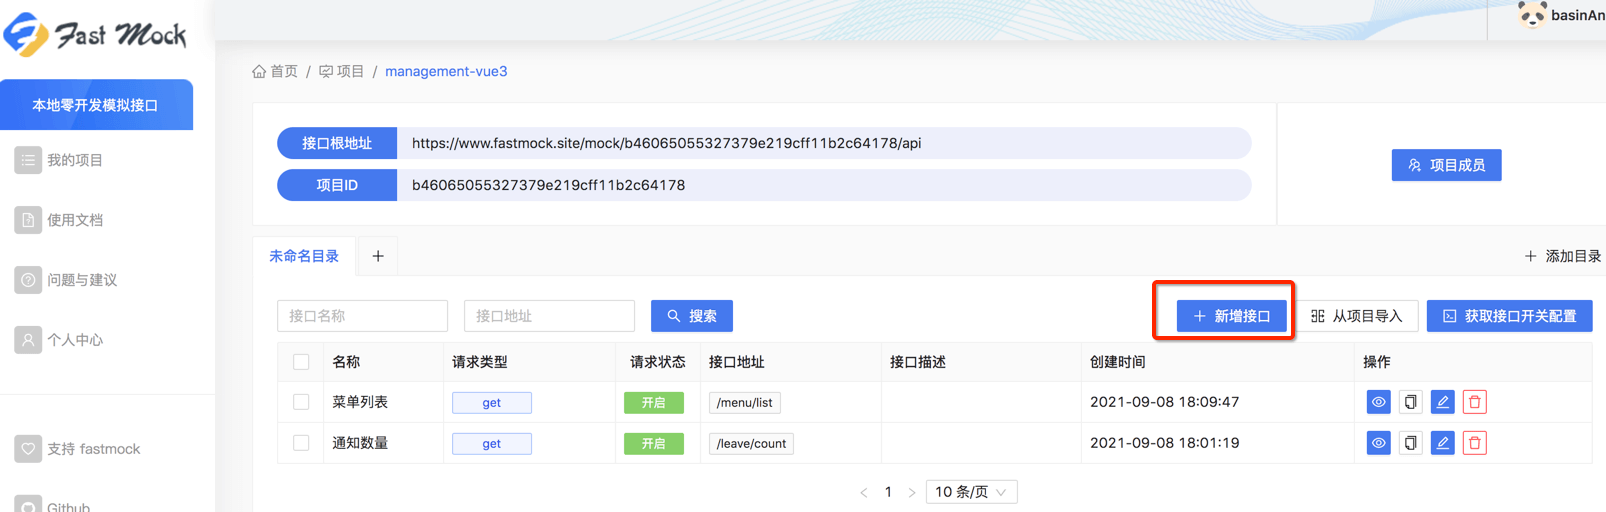 Fast Mock
basinAn
首页 / 项目 / management-vue3
本地零开发模拟接口
我的项目
使用文档
问题与建议
个人中心
支持 fastmock
Github
接口根地址 https://www.fastmock.site/mock/b46065055327379e219cff11b2c64178/api
项目ID b46065055327379e219cff11b2c64178
项目成员
未命名目录 + + 添加目录
接口名称 接口地址 搜索 + 新增接口 从项目导入 获取接口开关配置
名称 请求类型 请求状态 接口地址 接口描述 创建时间 操作
菜单列表 get 开启 /menu/list 2021-09-08 18:09:47
通知数量 get 开启 /leave/count 2021-09-08 18:01:19
< 1 > 10 条/页